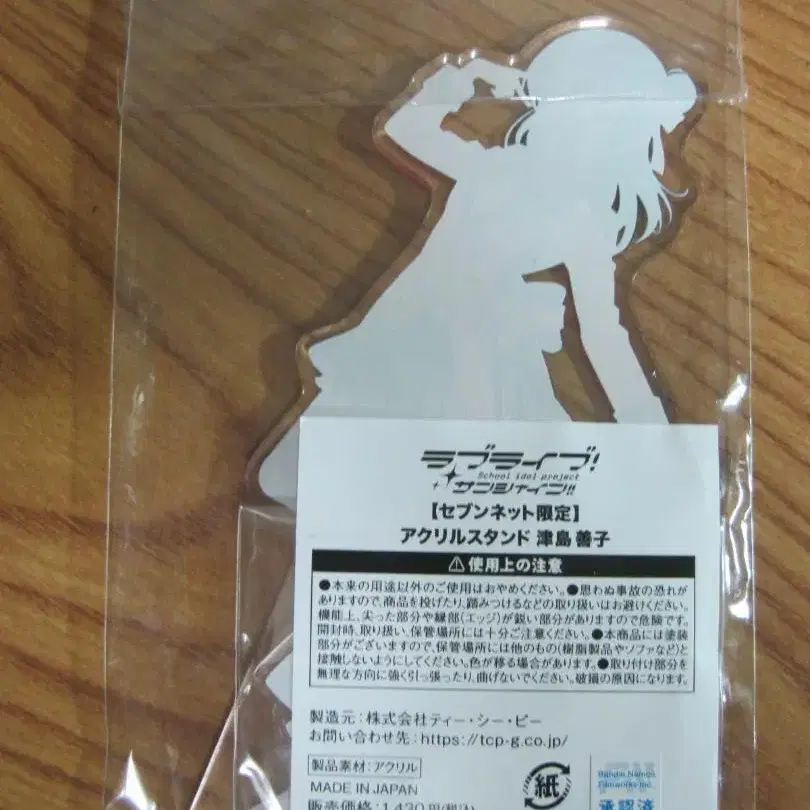 ラブライブ!
School idol project
サンシャイン!!
【セブンネット限定】
アクリルスタンド 津島 善子
⚠使用上の注意
●本来の用途以外のご使用はおやめください。●思わぬ事故の恐れが
ありますので、商品を投げたり、踏みつけるなどの取り扱いはお避けください。
機能上、尖った部分や縁部(エッジ)が鋭い部分がありますので危険です。
開封時、取り扱い、保管場所には十分ご注意ください。●本商品には塗装
部分がございますので、保管場所には他のもの(樹脂製品やソファなど)と
接触しないようにしてください。色が移る場合があります。●取り付け部分を
無理な方向に強く引っ張ったり、曲げないでください。破損の原因になります。
製造元:株式会社ティー・シー・ピー
お問い合わせ先:https://tcp-g.co.jp/
製品素材:アクリル
MADE IN JAPAN
販売価格:1,430円(税込)
紙
Bandai Namco
Filmworks Inc.
承認済